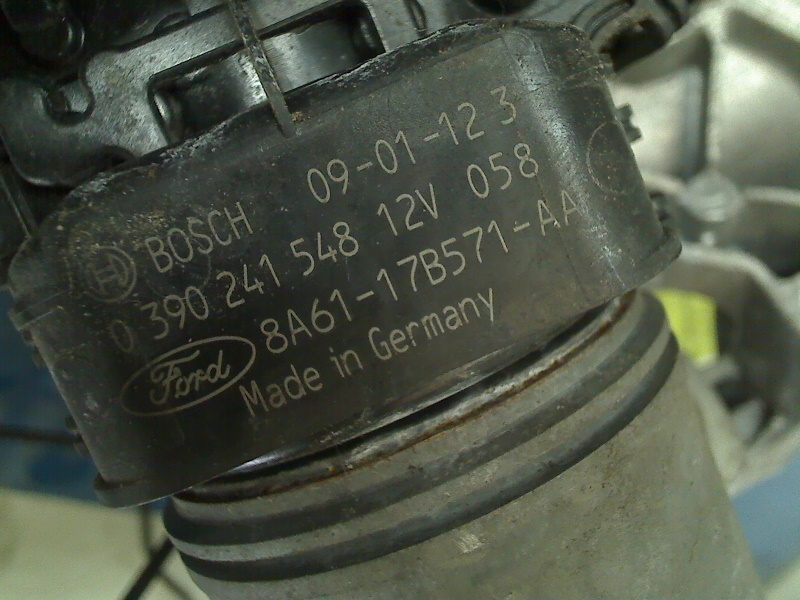 BOSCH 09-01-12 3
0 390 241 548 12V 058
Ford 8A61-17B571-AA
Made in Germany